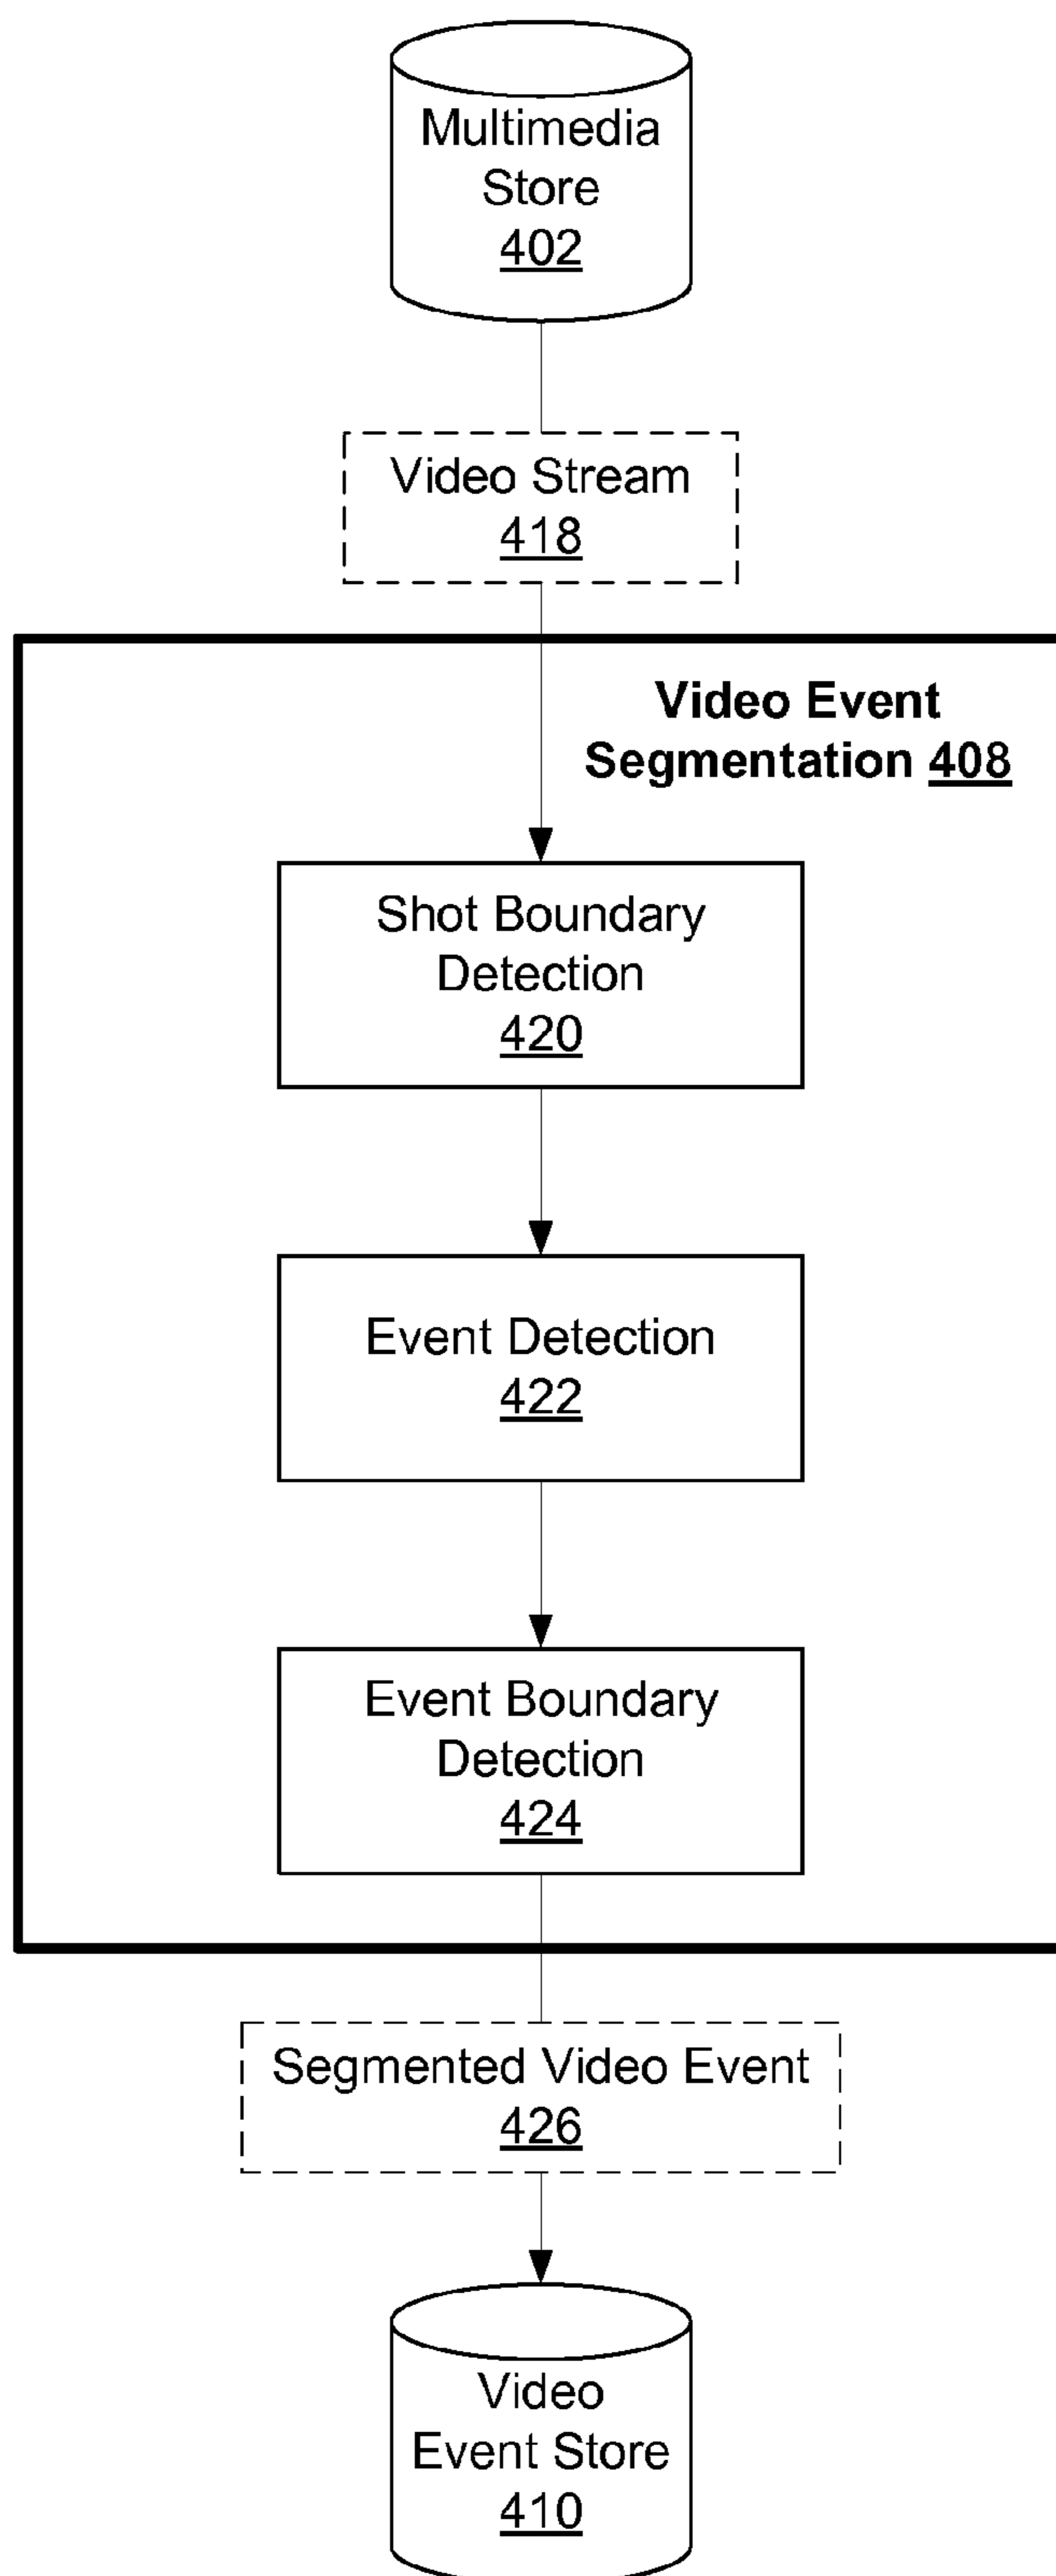 Multimedia
Store
402
Video Stream
418
Video Event
Segmentation 408
Shot Boundary
Detection
420
Event Detection
422
Event Boundary
Detection
424
Segmented Video Event
426
Video
Event Store
410